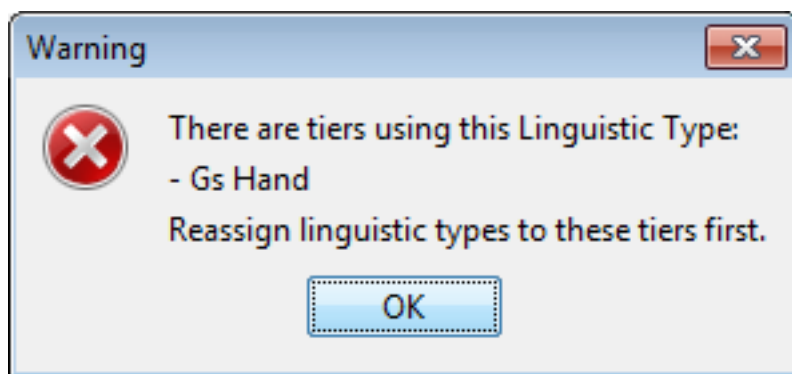 Warning
There are tiers using this Linguistic Type:
- Gs Hand
Reassign linguistic types to these tiers first.
OK